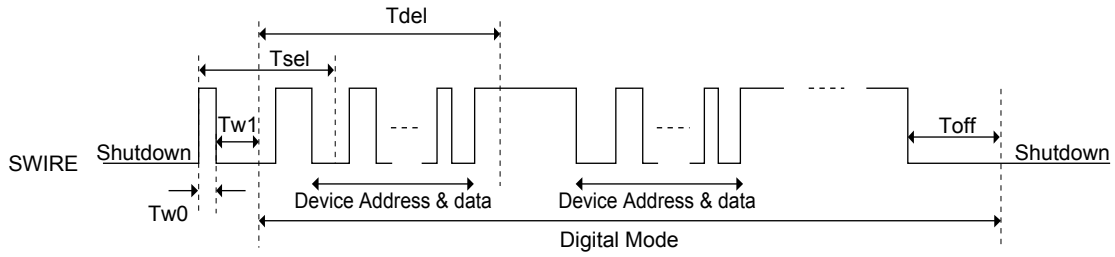 Tdel
Tsel
Tw1
Toff
Shutdown
Shutdown
SWIRE
Device Address & data
Device Address & data
Tw0
Digital Mode